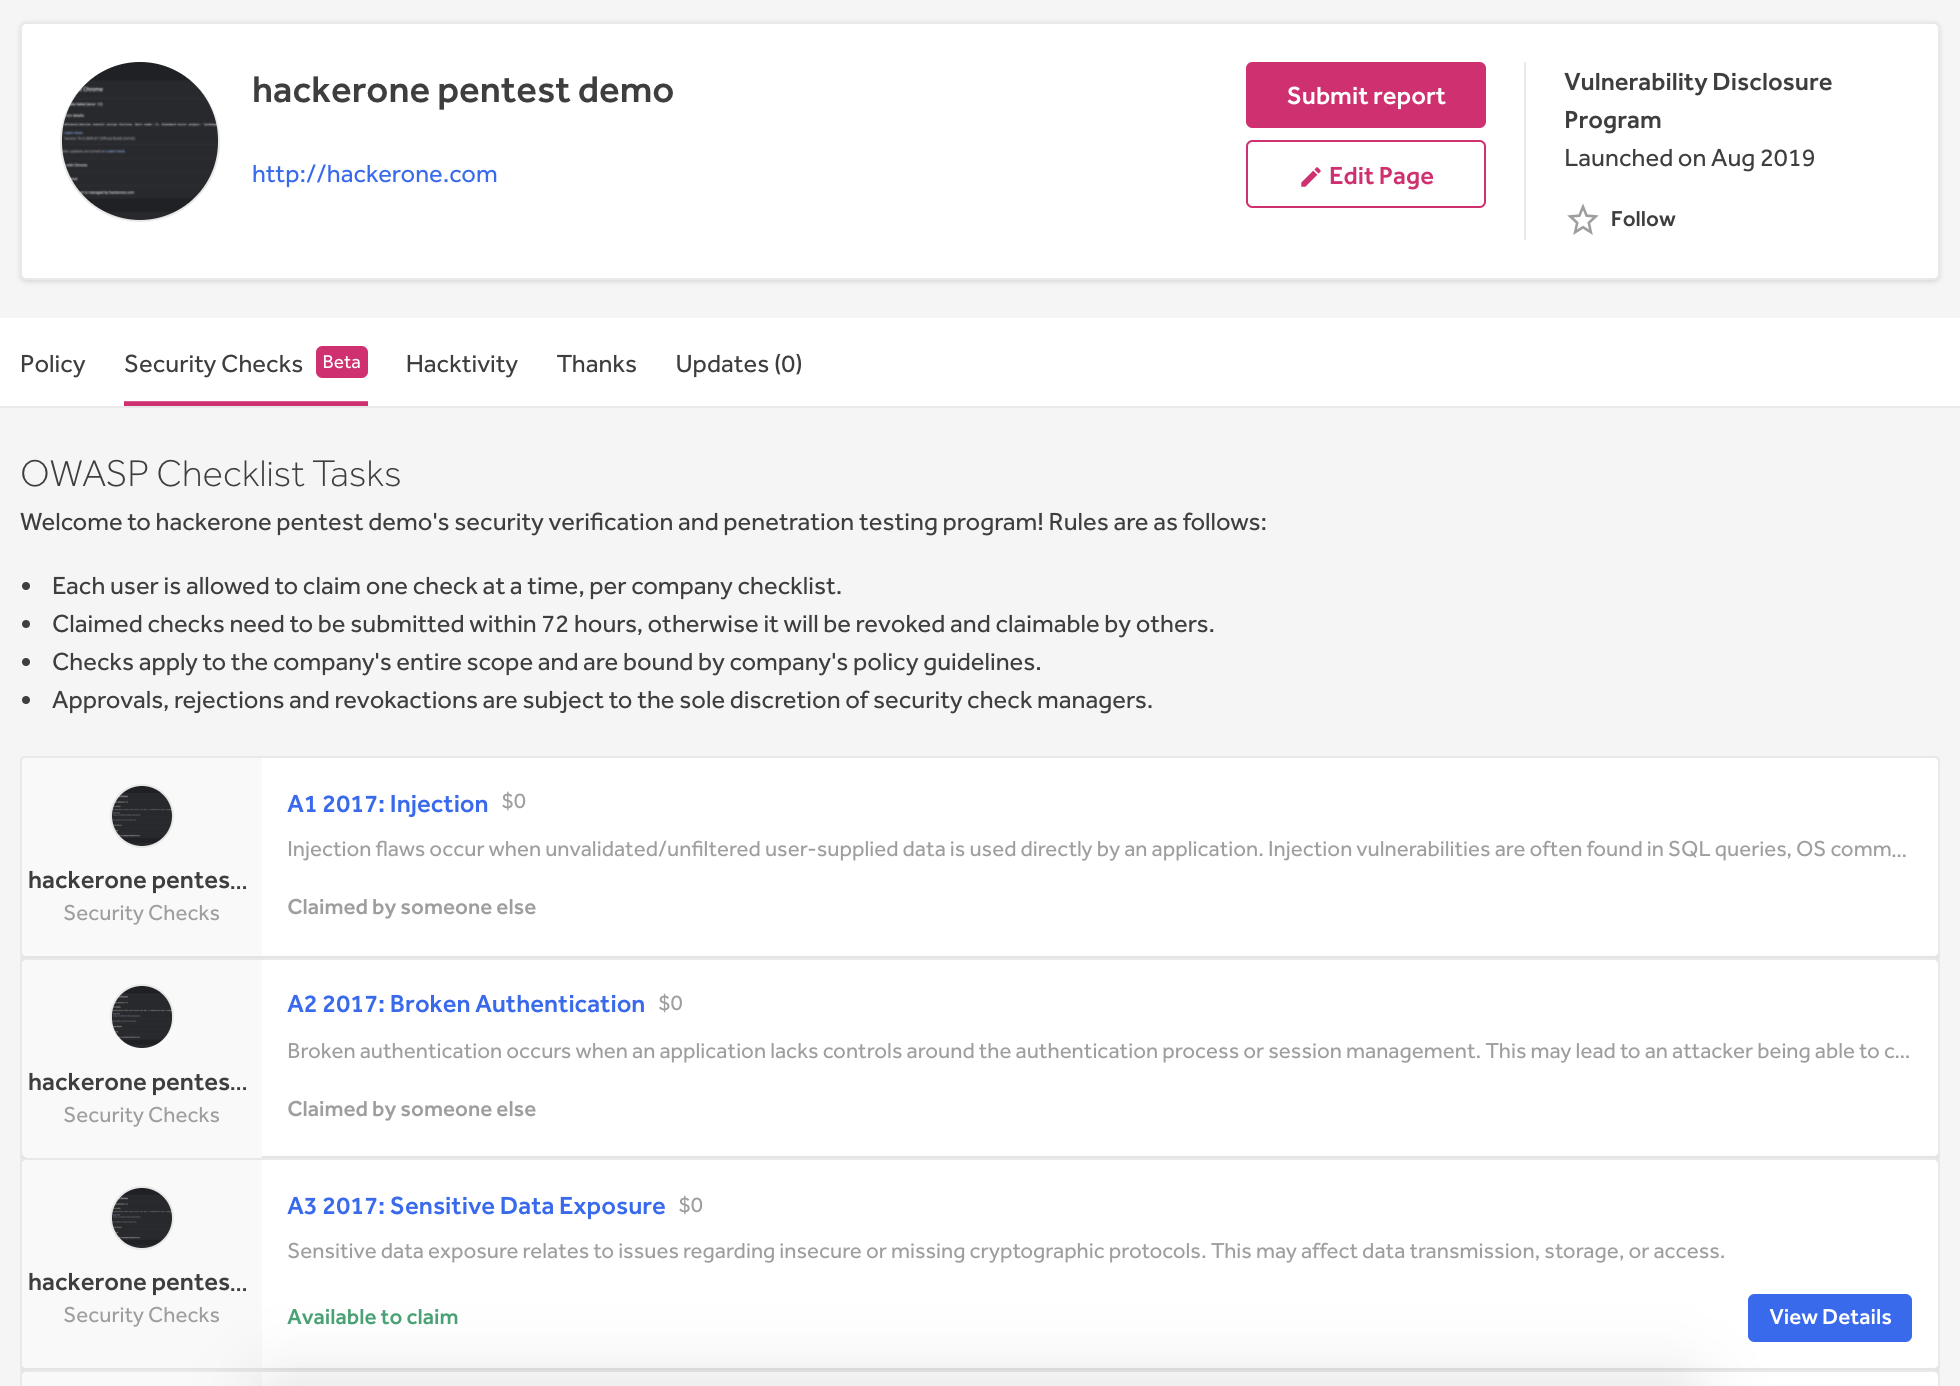 hackerone pentest demo
http://hackerone.com
Submit report
Edit Page
Vulnerability Disclosure
Program
Launched on Aug 2019
Follow
Policy
Security Checks Beta
Hacktivity
Thanks
Updates (0)
OWASP Checklist Tasks
Welcome to hackerone pentest demo's security verification and penetration testing program! Rules are as follows:
• Each user is allowed to claim one check at a time, per company checklist.
• Claimed checks need to be submitted within 72 hours, otherwise it will be revoked and claimable by others.
• Checks apply to the company's entire scope and are bound by company's policy guidelines.
• Approvals, rejections and revokactions are subject to the sole discretion of security check managers.
hackerone pentes...
Security Checks
A1 2017: Injection $0
Injection flaws occur when unvalidated/unfiltered user-supplied data is used directly by an application. Injection vulnerabilities are often found in SQL queries, OS comm...
Claimed by someone else
hackerone pentes...
Security Checks
A2 2017: Broken Authentication $0
Broken authentication occurs when an application lacks controls around the authentication process or session management. This may lead to an attacker being able to c...
Claimed by someone else
hackerone pentes...
Security Checks
A3 2017: Sensitive Data Exposure $0
Sensitive data exposure relates to issues regarding insecure or missing cryptographic protocols. This may affect data transmission, storage, or access.
Available to claim
View Details